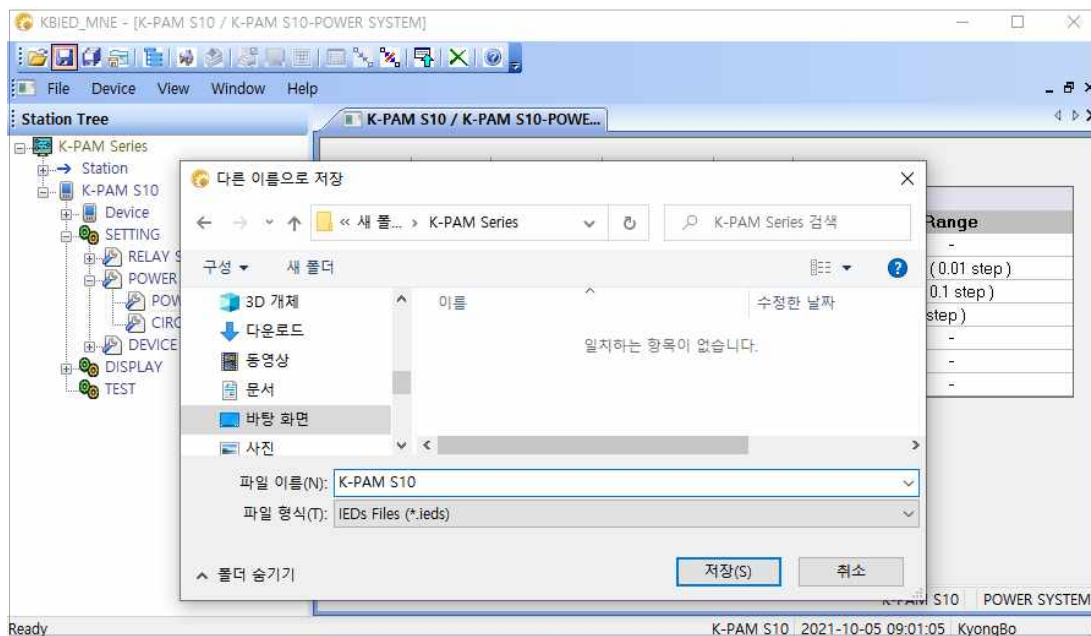 KBIED_MNE - [K-PAM S10 / K-PAM S10-POWER SYSTEM]
File Device View Window Help
Station Tree
K-PAM S10 / K-PAM S10-POWE...
K-PAM Series
Station
K-PAM S10
Device
SETTING
RELAY S
POWER
POW
CIRC
DEVICE
DISPLAY
TEST
다른 이름으로 저장
« 새 폴... › K-PAM Series
K-PAM Series 검색
구성
새 폴더
3D 개체
다운로드
동영상
문서
바탕 화면
사진
이름
수정한 날짜
일치하는 항목이 없습니다.
파일 이름(N): K-PAM S10
파일 형식(T): IEDs Files (*.ieds)
폴더 숨기기
저장(S)
취소
Range
-
( 0.01 step )
0.1 step )
step )
-
-
-
K-PAM S10 POWER SYSTEM
Ready
K-PAM S10 2021-10-05 09:01:05 KyongBo